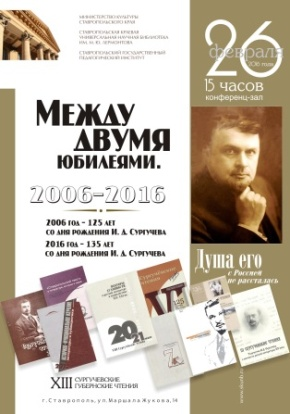 МИНИСТЕРСТВО КУЛЬТУРЫ
СТАВРОПОЛЬСКОГО КРАЯ
СТАВРОПОЛЬСКАЯ КРАЕВАЯ
УНИВЕРСАЛЬНАЯ НАУЧНАЯ БИБЛИОТЕКА
ИМ. М. Ю. ЛЕРМОНТОВА
СТАВРОПОЛЬСКИЙ ГОСУДАРСТВЕННЫЙ
ПЕДАГОГИЧЕСКИЙ ИНСТИТУТ
26
февраля
2016 года
15 часов
конференц-зал
МЕЖДУ
ДВУМЯ
ЮБИЛЕЯМИ.
2006-2016
2006 год - 125 ЛЕТ
СО ДНЯ РОЖДЕНИЯ И. Д. СУРГУЧЕВА
2016 год - 135 ЛЕТ
СО ДНЯ РОЖДЕНИЯ И. Д. СУРГУЧЕВА
Душа его
с Россией
не рассталась
XIII СУРГУЧЕВСКИЕ
ГУБЕРНСКИЕ ЧТЕНИЯ
г. Ставрополь, ул. Маршала Жукова, 14